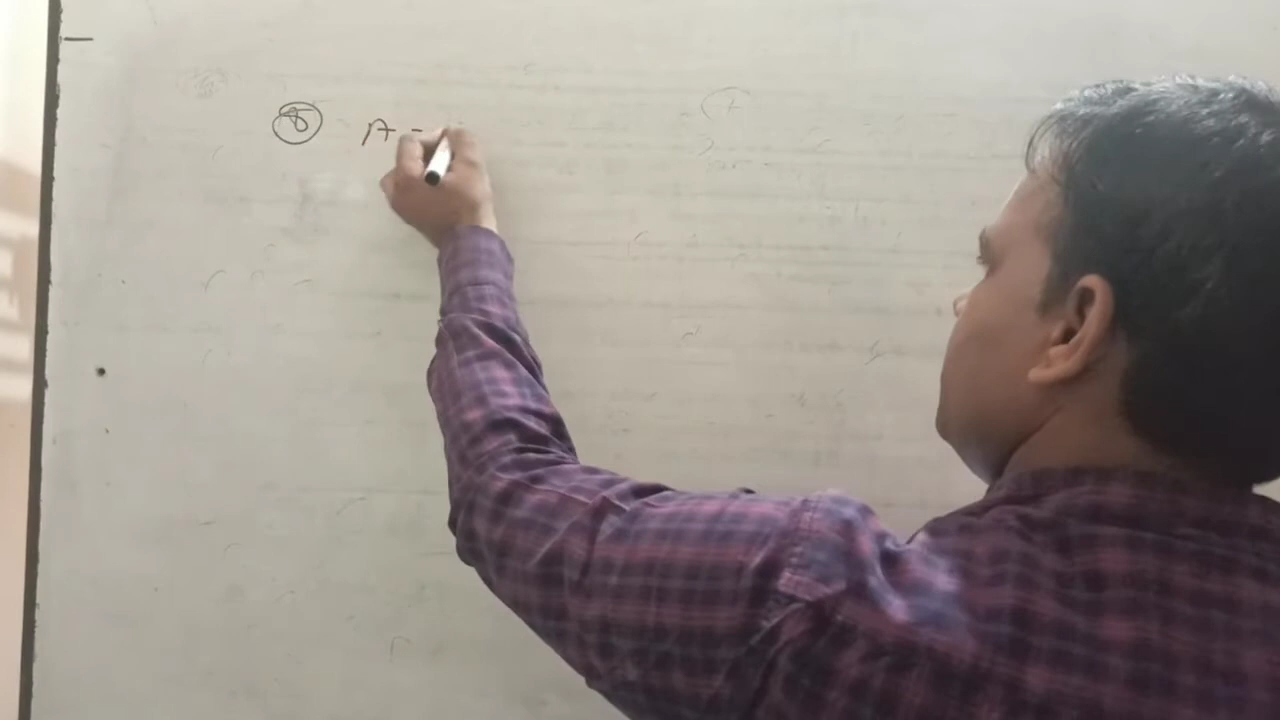 ⑧ A =